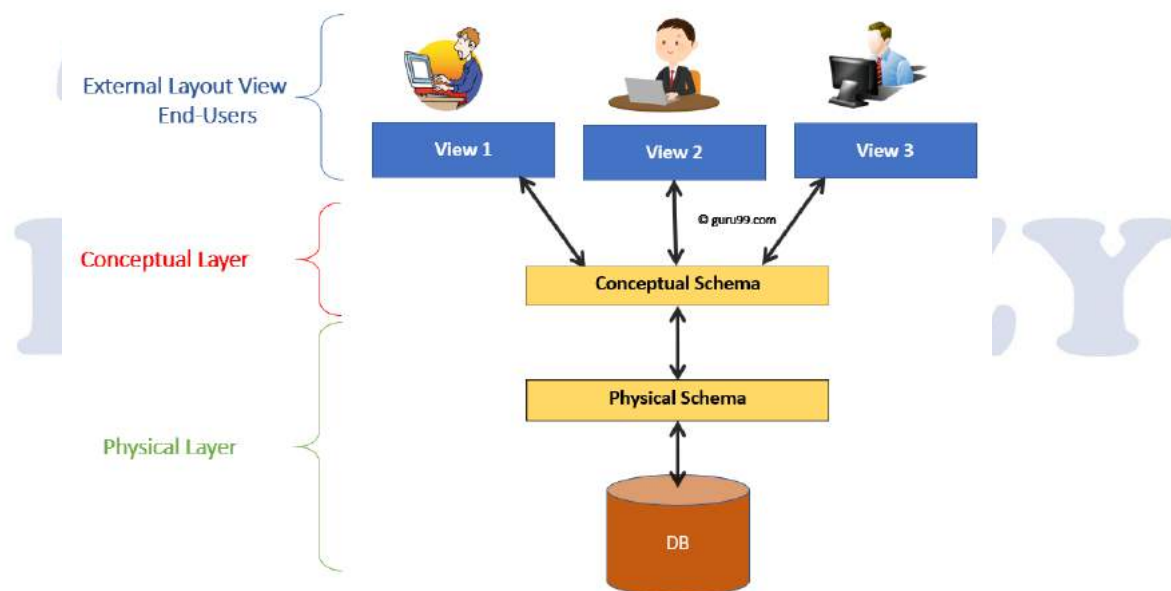 External Layout View
End-Users
View 1
View 2
View 3
© guru99.com
Conceptual Layer
Conceptual Schema
Physical Schema
Physical Layer
DB